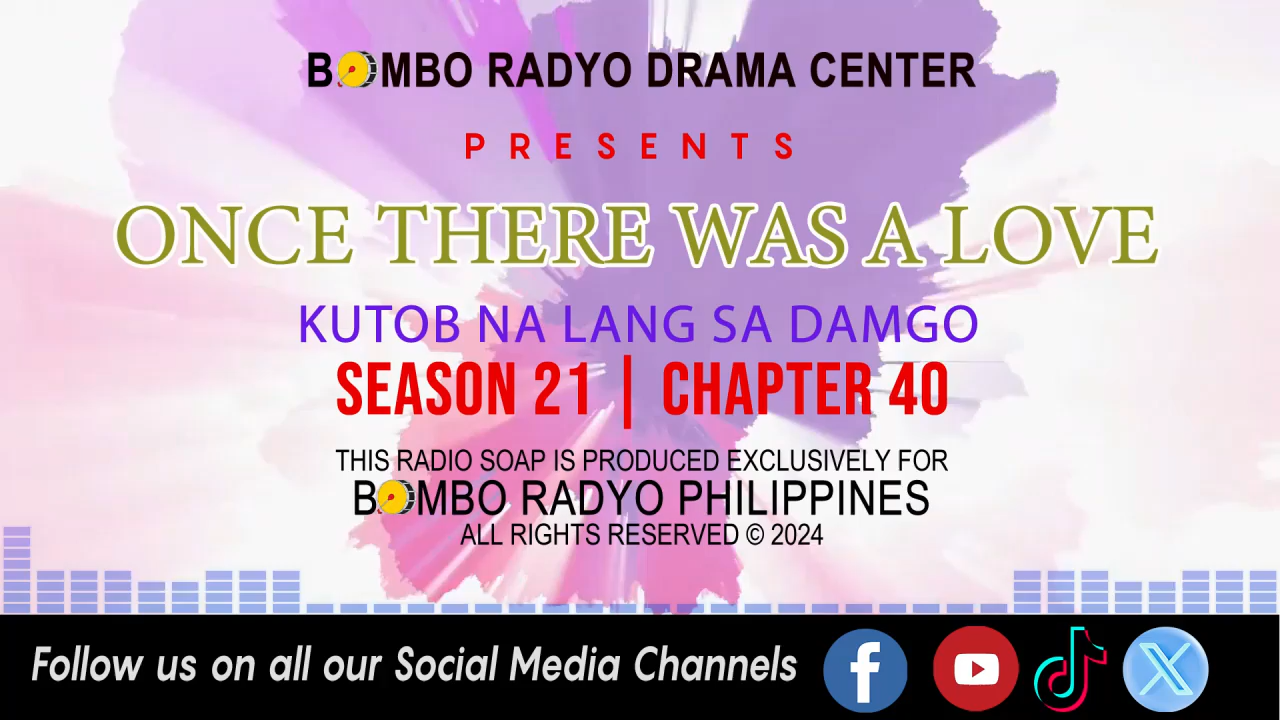 BOMBO RADYO DRAMA CENTER
PRESENTS
ONCE THERE WAS A LOVE
KUTOB NA LANG SA DAMGO
SEASON 21 | CHAPTER 40
THIS RADIO SOAP IS PRODUCED EXCLUSIVELY FOR
BOMBO RADYO PHILIPPINES
ALL RIGHTS RESERVED © 2024
Follow us on all our Social Media Channels